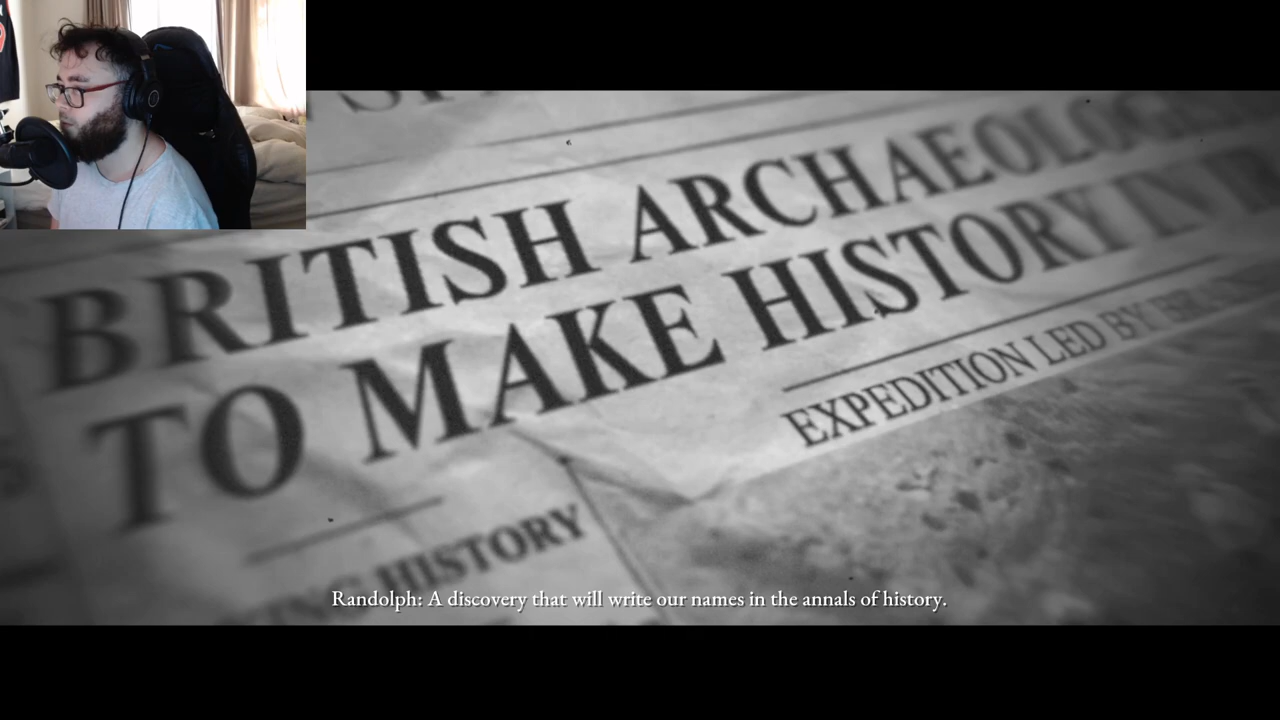 BRITISH ARCHAEOLOG
TO MAKE HISTORY IN
EXPEDITION LED BY
HISTORY
Randolph: A discovery that will write our names in the annals of history.